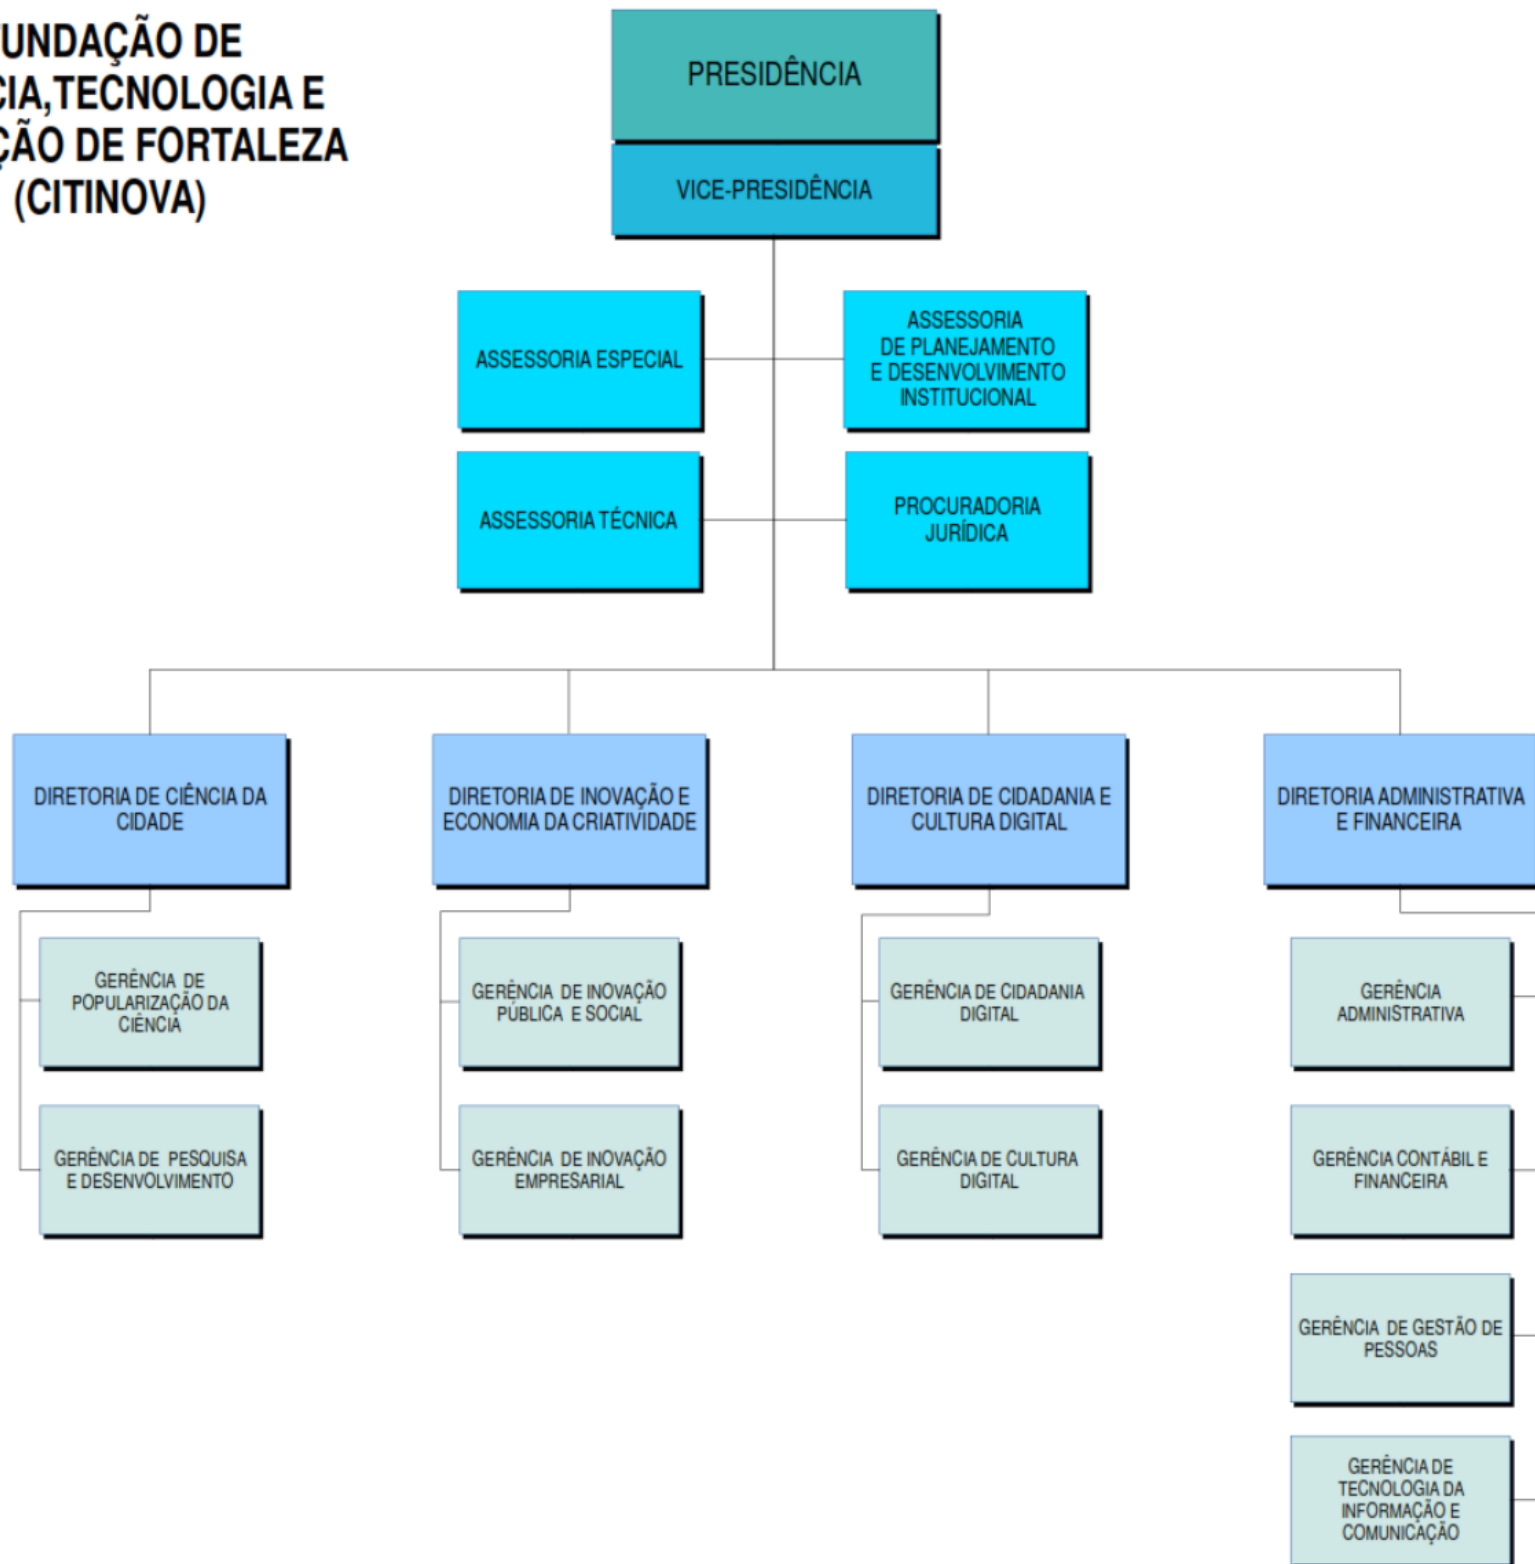 UNDAÇÃO DE
CIA,TECNOLOGIA E
ÇÃO DE FORTALEZA
(CITINOVA)
PRESIDÊNCIA
VICE-PRESIDÊNCIA
ASSESSORIA ESPECIAL
ASSESSORIA
DE PLANEJAMENTO
E DESENVOLVIMENTO
INSTITUCIONAL
ASSESSORIA TÉCNICA
PROCURADORIA
JURÍDICA
DIRETORIA DE CIÊNCIA DA
CIDADE
DIRETORIA DE INOVAÇÃO E
ECONOMIA DA CRIATIVIDADE
DIRETORIA DE CIDADANIA E
CULTURA DIGITAL
DIRETORIA ADMINISTRATIVA
E FINANCEIRA
GERÊNCIA DE
POPULARIZAÇÃO DA
CIÊNCIA
GERÊNCIA DE INOVAÇÃO
PÚBLICA E SOCIAL
GERÊNCIA DE CIDADANIA
DIGITAL
GERÊNCIA
ADMINISTRATIVA
GERÊNCIA DE PESQUISA
E DESENVOLVIMENTO
GERÊNCIA DE INOVAÇÃO
EMPRESARIAL
GERÊNCIA DE CULTURA
DIGITAL
GERÊNCIA CONTÁBIL E
FINANCEIRA
GERÊNCIA DE GESTÃO DE
PESSOAS
GERÊNCIA DE
TECNOLOGIA DA
INFORMAÇÃO E
COMUNICAÇÃO